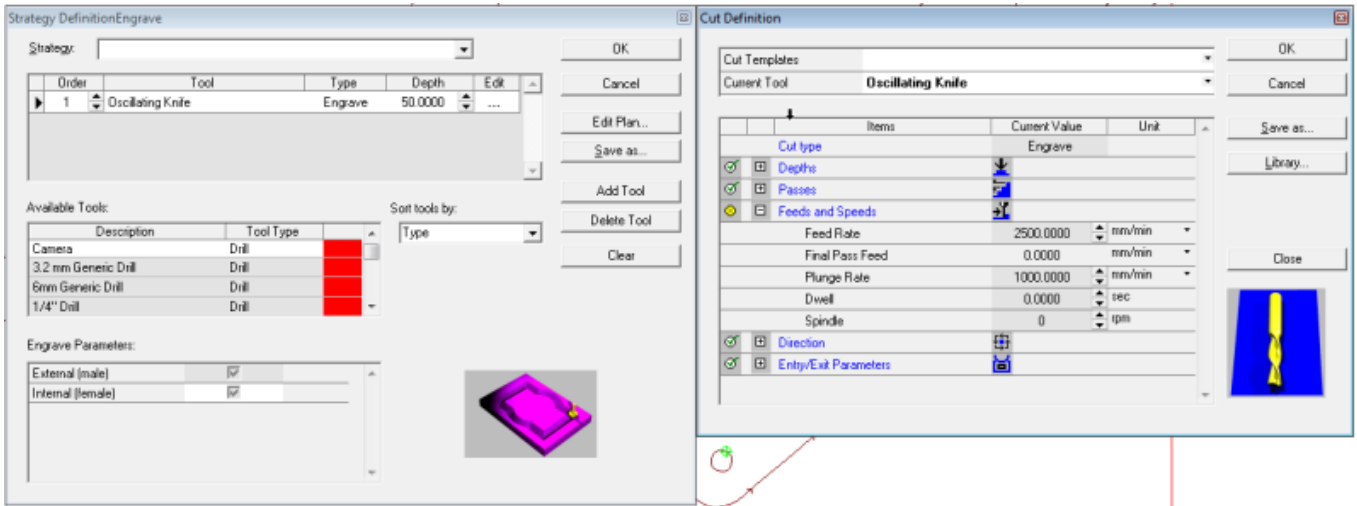 Strategy DefinitionEngrave
Strategy:
OK
Order Tool Type Depth Edit
1 Oscillating Knife Engrave 50.0000 ...
Cancel
Edit Plan...
Save as...
Add Tool
Delete Tool
Clear
Available Tools:
Sort tools by:
Description Tool Type
Type
Camera Drill
3.2 mm Generic Drill Drill
6mm Generic Drill Drill
1/4" Drill Drill
Engrave Parameters:
External (male)
Internal (female)
Cut Definition
Cut Templates
Current Tool Oscillating Knife
OK
Cancel
Save as...
Library...
Close
Items Current Value Unit
Cut type Engrave
Depths
Passes
Feeds and Speeds
Feed Rate 2500.0000 mm/min
Final Pass Feed 0.0000 mm/min
Plunge Rate 1000.0000 mm/min
Dwell 0.0000 sec
Spindle 0 rpm
Direction
Entry/Exit Parameters